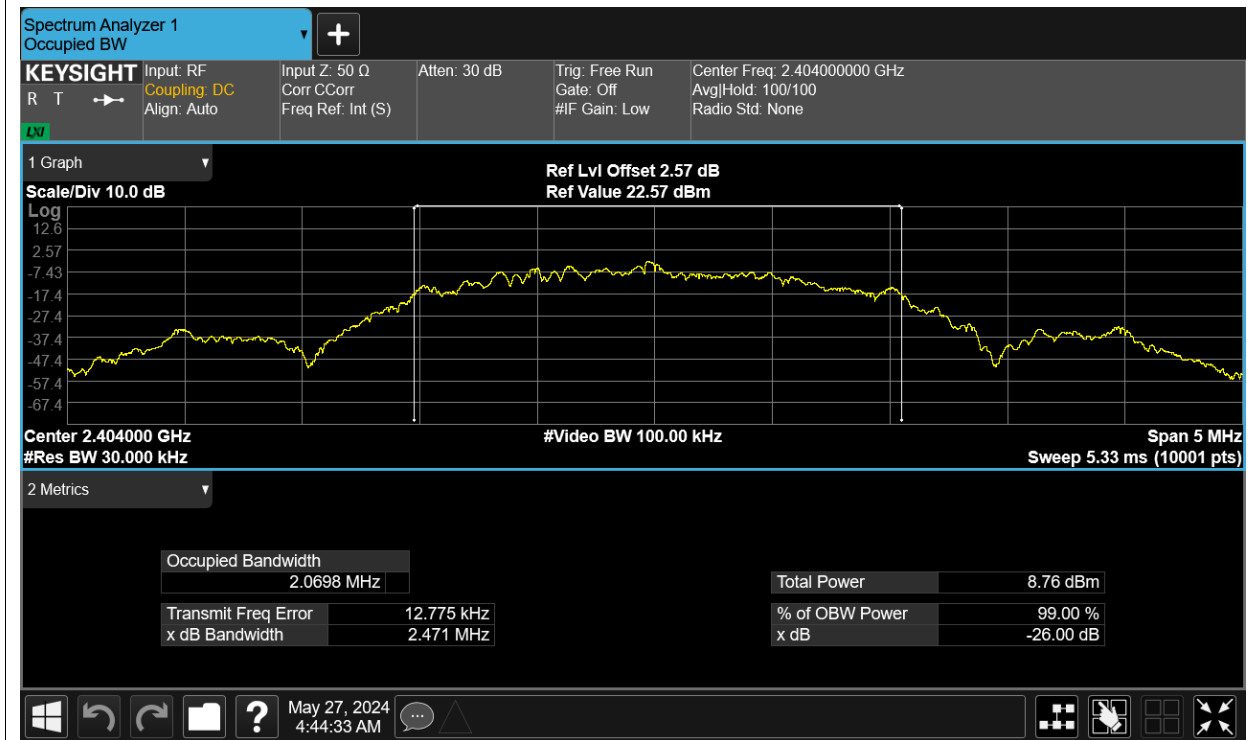 Spectrum Analyzer 1
Occupied BW
KEYSIGHT
R T
LXI
Input: RF
Coupling: DC
Align: Auto
Input Z: 50 Ω
Corr CCorr
Freq Ref: Int (S)
Atten: 30 dB
Trig: Free Run
Gate: Off
#IF Gain: Low
Center Freq: 2.404000000 GHz
Avg|Hold: 100/100
Radio Std: None
1 Graph
Scale/Div 10.0 dB
Ref Lvl Offset 2.57 dB
Ref Value 22.57 dBm
Log
12.6
2.57
-7.43
-17.4
-27.4
-37.4
-47.4
-57.4
-67.4
Center 2.404000 GHz
#Res BW 30.000 kHz
#Video BW 100.00 kHz
Span 5 MHz
Sweep 5.33 ms (10001 pts)
2 Metrics
Occupied Bandwidth
2.0698 MHz
Transmit Freq Error 12.775 kHz
x dB Bandwidth 2.471 MHz
Total Power 8.76 dBm
% of OBW Power 99.00 %
x dB -26.00 dB
?
May 27, 2024
4:44:33 AM